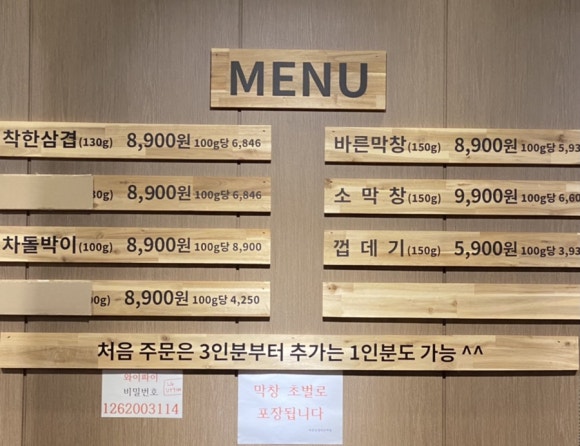 MENU
착한삼겹(130g) 8,900원 100g당 6,846
8,900원 100g당 6,846
차돌박이(100g) 8,900원 100g당 8,900
8,900원 100g당 4,250
바른막창(150g) 8,900원 100g당 5,93
소 막 창(150g) 9,900원 100g당 6,60
껍 데 기(150g) 5,900원 100g당 3,93
처음 주문은 3인분부터 추가는 1인분도 가능 ^^
와이파이
비밀번호
1262003114
막창 초벌로
포장됩니다